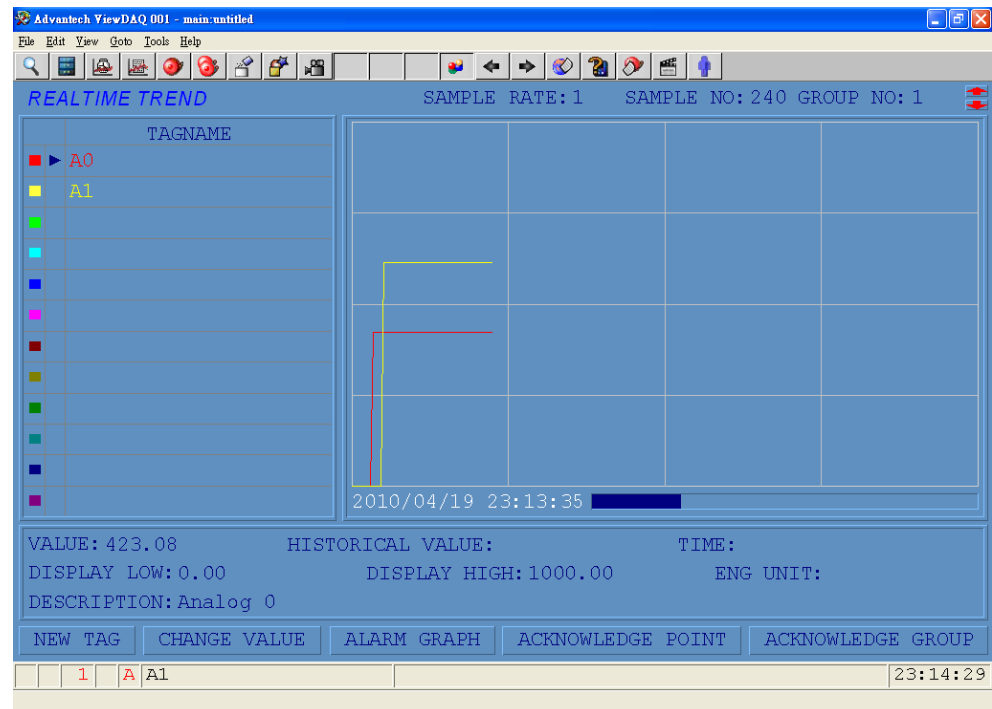 Advantech ViewDAQ 001 - main:untitled
File Edit View Goto Tools Help
REALTIME TREND SAMPLE RATE: 1 SAMPLE NO: 240 GROUP NO: 1
TAGNAME
A0
A1
2010/04/19 23:13:35
VALUE: 423.08 HISTORICAL VALUE: TIME:
DISPLAY LOW: 0.00 DISPLAY HIGH: 1000.00 ENG UNIT:
DESCRIPTION: Analog 0
NEW TAG CHANGE VALUE ALARM GRAPH ACKNOWLEDGE POINT ACKNOWLEDGE GROUP
1 A A1 23:14:29